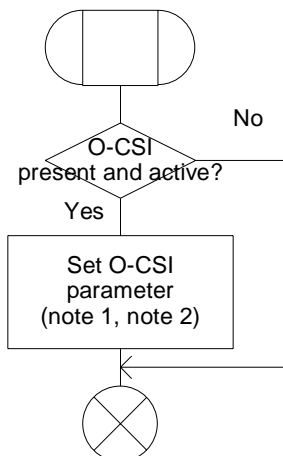 No
O-CSI
present and active?
Yes
Set O-CSI
parameter
(note 1, note 2)